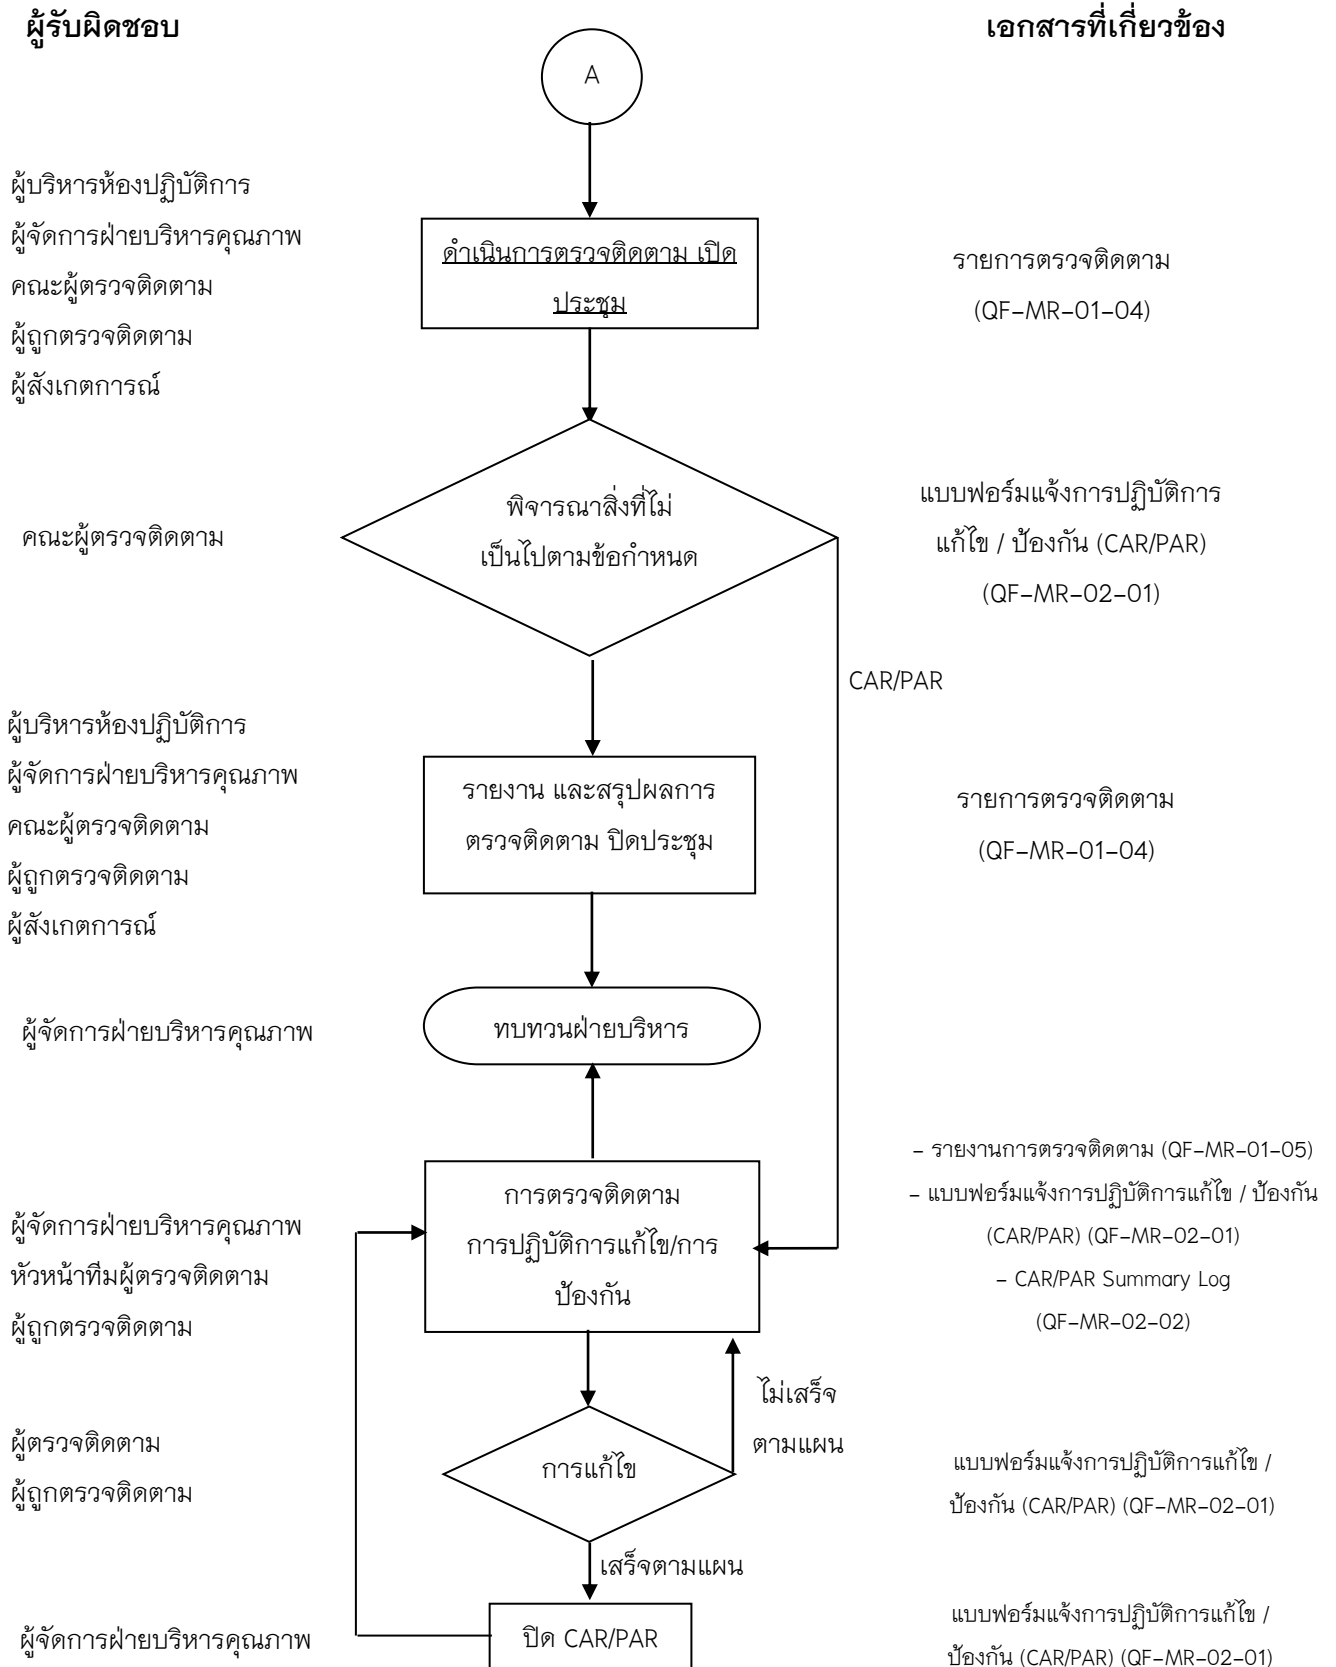 ผู้รับผิดชอบ
เอกสารที่เกี่ยวข้อง
A
ผู้บริหารห้องปฏิบัติการ
ผู้จัดการฝ่ายบริหารคุณภาพ
คณะผู้ตรวจติดตาม
ผู้ถูกตรวจติดตาม
ผู้สังเกตการณ์
ดำเนินการตรวจติดตาม เปิด
ประชุม
รายการตรวจติดตาม
(QF-MR-01-04)
คณะผู้ตรวจติดตาม
พิจารณาสิ่งที่ไม่
เป็นไปตามข้อกำหนด
แบบฟอร์มแจ้งการปฏิบัติการ
แก้ไข / ป้องกัน (CAR/PAR)
(QF-MR-02-01)
CAR/PAR
ผู้บริหารห้องปฏิบัติการ
ผู้จัดการฝ่ายบริหารคุณภาพ
คณะผู้ตรวจติดตาม
ผู้ถูกตรวจติดตาม
ผู้สังเกตการณ์
รายงาน และสรุปผลการ
ตรวจติดตาม ปิดประชุม
รายการตรวจติดตาม
(QF-MR-01-04)
ผู้จัดการฝ่ายบริหารคุณภาพ
ทบทวนฝ่ายบริหาร
ผู้จัดการฝ่ายบริหารคุณภาพ
หัวหน้าทีมผู้ตรวจติดตาม
ผู้ถูกตรวจติดตาม
การตรวจติดตาม
การปฏิบัติการแก้ไข/การ
ป้องกัน
- รายงานการตรวจติดตาม (QF-MR-01-05)
- แบบฟอร์มแจ้งการปฏิบัติการแก้ไข / ป้องกัน
(CAR/PAR) (QF-MR-02-01)
- CAR/PAR Summary Log
(QF-MR-02-02)
ไม่เสร็จ
ตามแผน
ผู้ตรวจติดตาม
ผู้ถูกตรวจติดตาม
การแก้ไข
แบบฟอร์มแจ้งการปฏิบัติการแก้ไข /
ป้องกัน (CAR/PAR) (QF-MR-02-01)
เสร็จตามแผน
ผู้จัดการฝ่ายบริหารคุณภาพ
ปิด CAR/PAR
แบบฟอร์มแจ้งการปฏิบัติการแก้ไข /
ป้องกัน (CAR/PAR) (QF-MR-02-01)